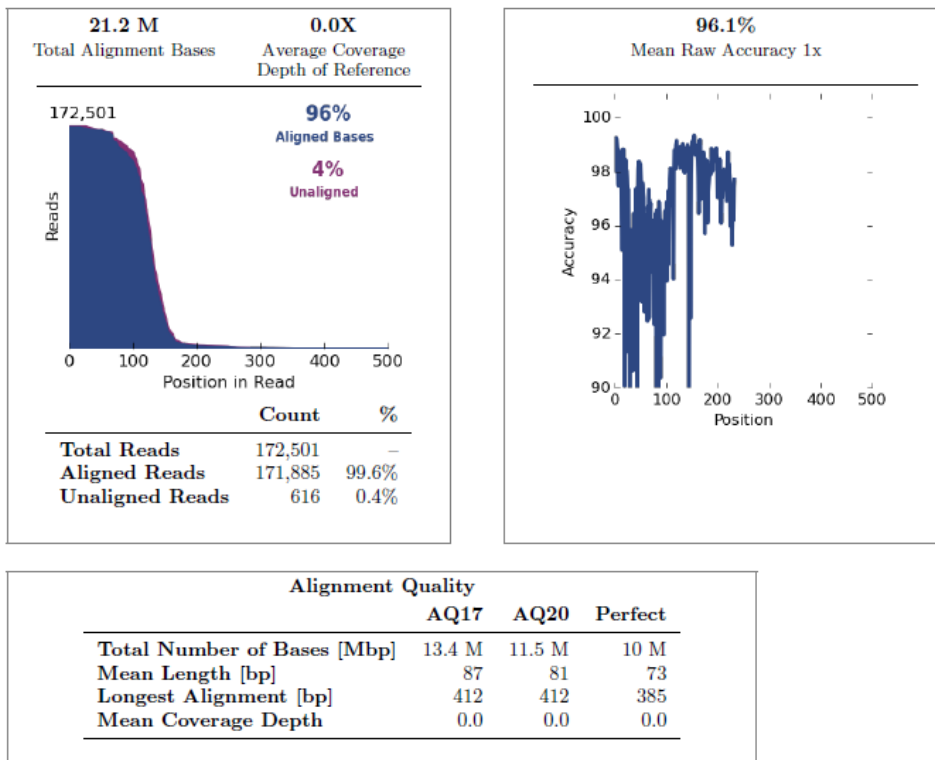 21.2 M 0.0X
Total Alignment Bases Average Coverage
Depth of Reference
172,501
96%
Aligned Bases
4%
Unaligned
Reads
0 100 200 300 400 500
Position in Read
Count %
Total Reads 172,501 –
Aligned Reads 171,885 99.6%
Unaligned Reads 616 0.4%
96.1%
Mean Raw Accuracy 1x
100
98
96
94
92
90
Accuracy
0 100 200 300 400 500
Position
Alignment Quality
AQ17 AQ20 Perfect
Total Number of Bases [Mbp] 13.4 M 11.5 M 10 M
Mean Length [bp] 87 81 73
Longest Alignment [bp] 412 412 385
Mean Coverage Depth 0.0 0.0 0.0